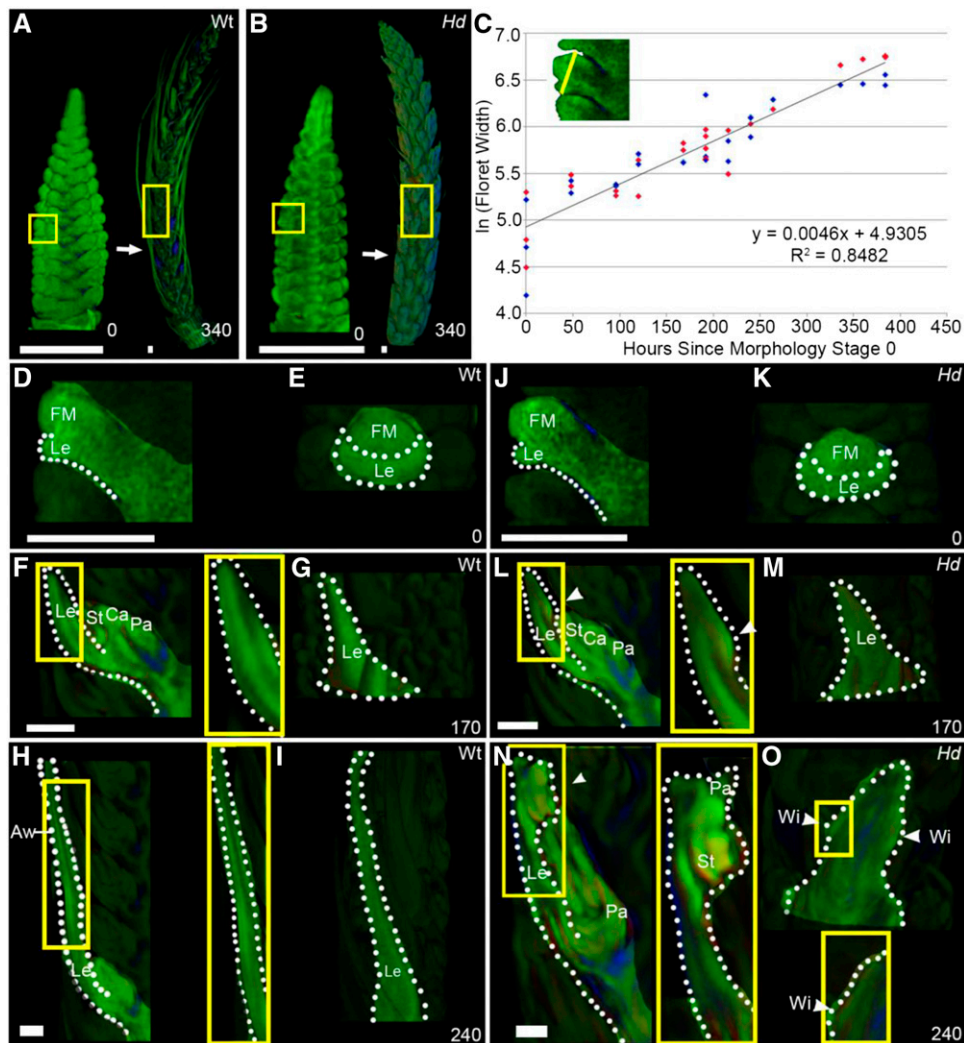 A
Wt
0
340
B
Hd
0
340
C
ln (Floret Width)
7.0
6.5
6.0
5.5
5.0
4.5
4.0
y = 0.0046x + 4.9305
R² = 0.8482
0 50 100 150 200 250 300 350 400 450
Hours Since Morphology Stage 0
D
FM
Le
E
Wt
FM
Le
0
J
FM
Le
K
Hd
FM
Le
0
F
Le
St
Ca
Pa
G
Wt
Le
170
L
Le
St
Ca
Pa
M
Hd
Le
170
H
Aw
Le
I
Wt
Le
240
N
Le
Pa
Pa
St
O
Hd
Wi
Wi
Wi
240